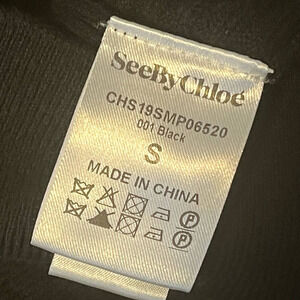 SeeByChloé
CHS19SMP06520
001 Black
S
MADE IN CHINA
P
P